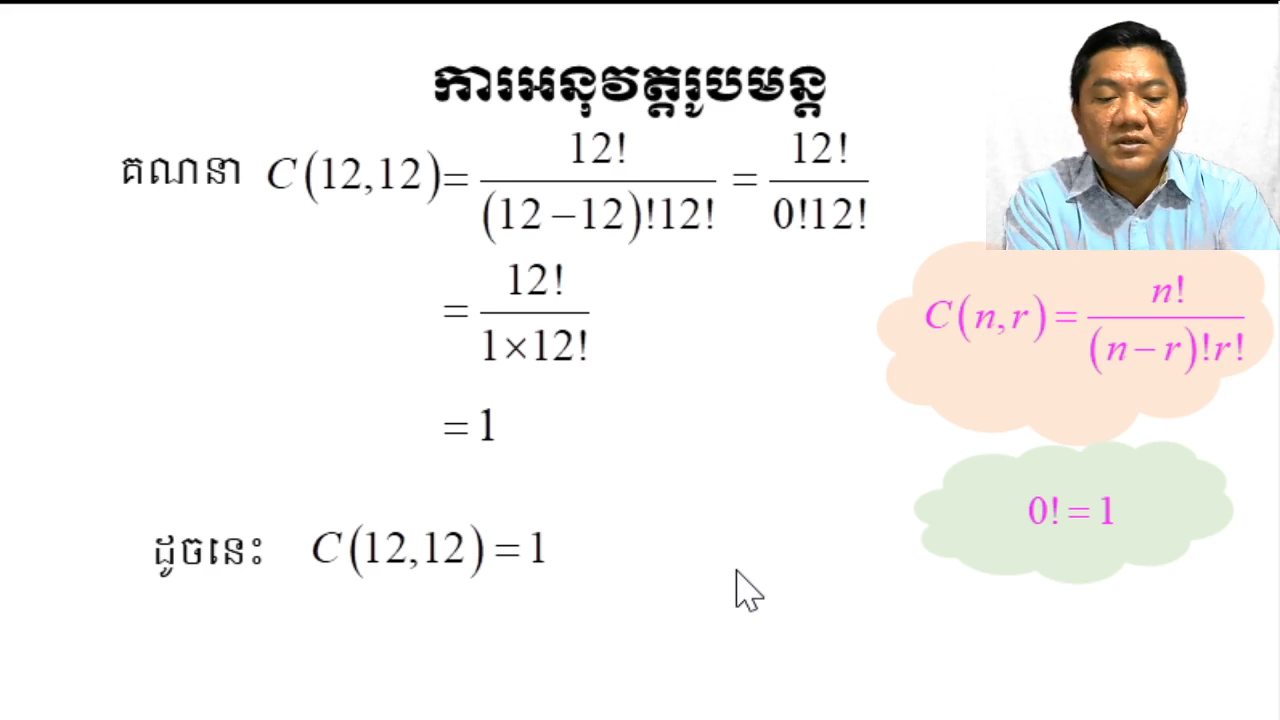 ការអនុវត្តរូបមន្ត
គណនា C(12,12) = 12! / (12 − 12)!12! = 12! / 0!12!
= 12! / 1×12!
= 1
ដូចនេះ C(12,12) = 1
C(n,r) = n! / (n − r)!r!
0! = 1